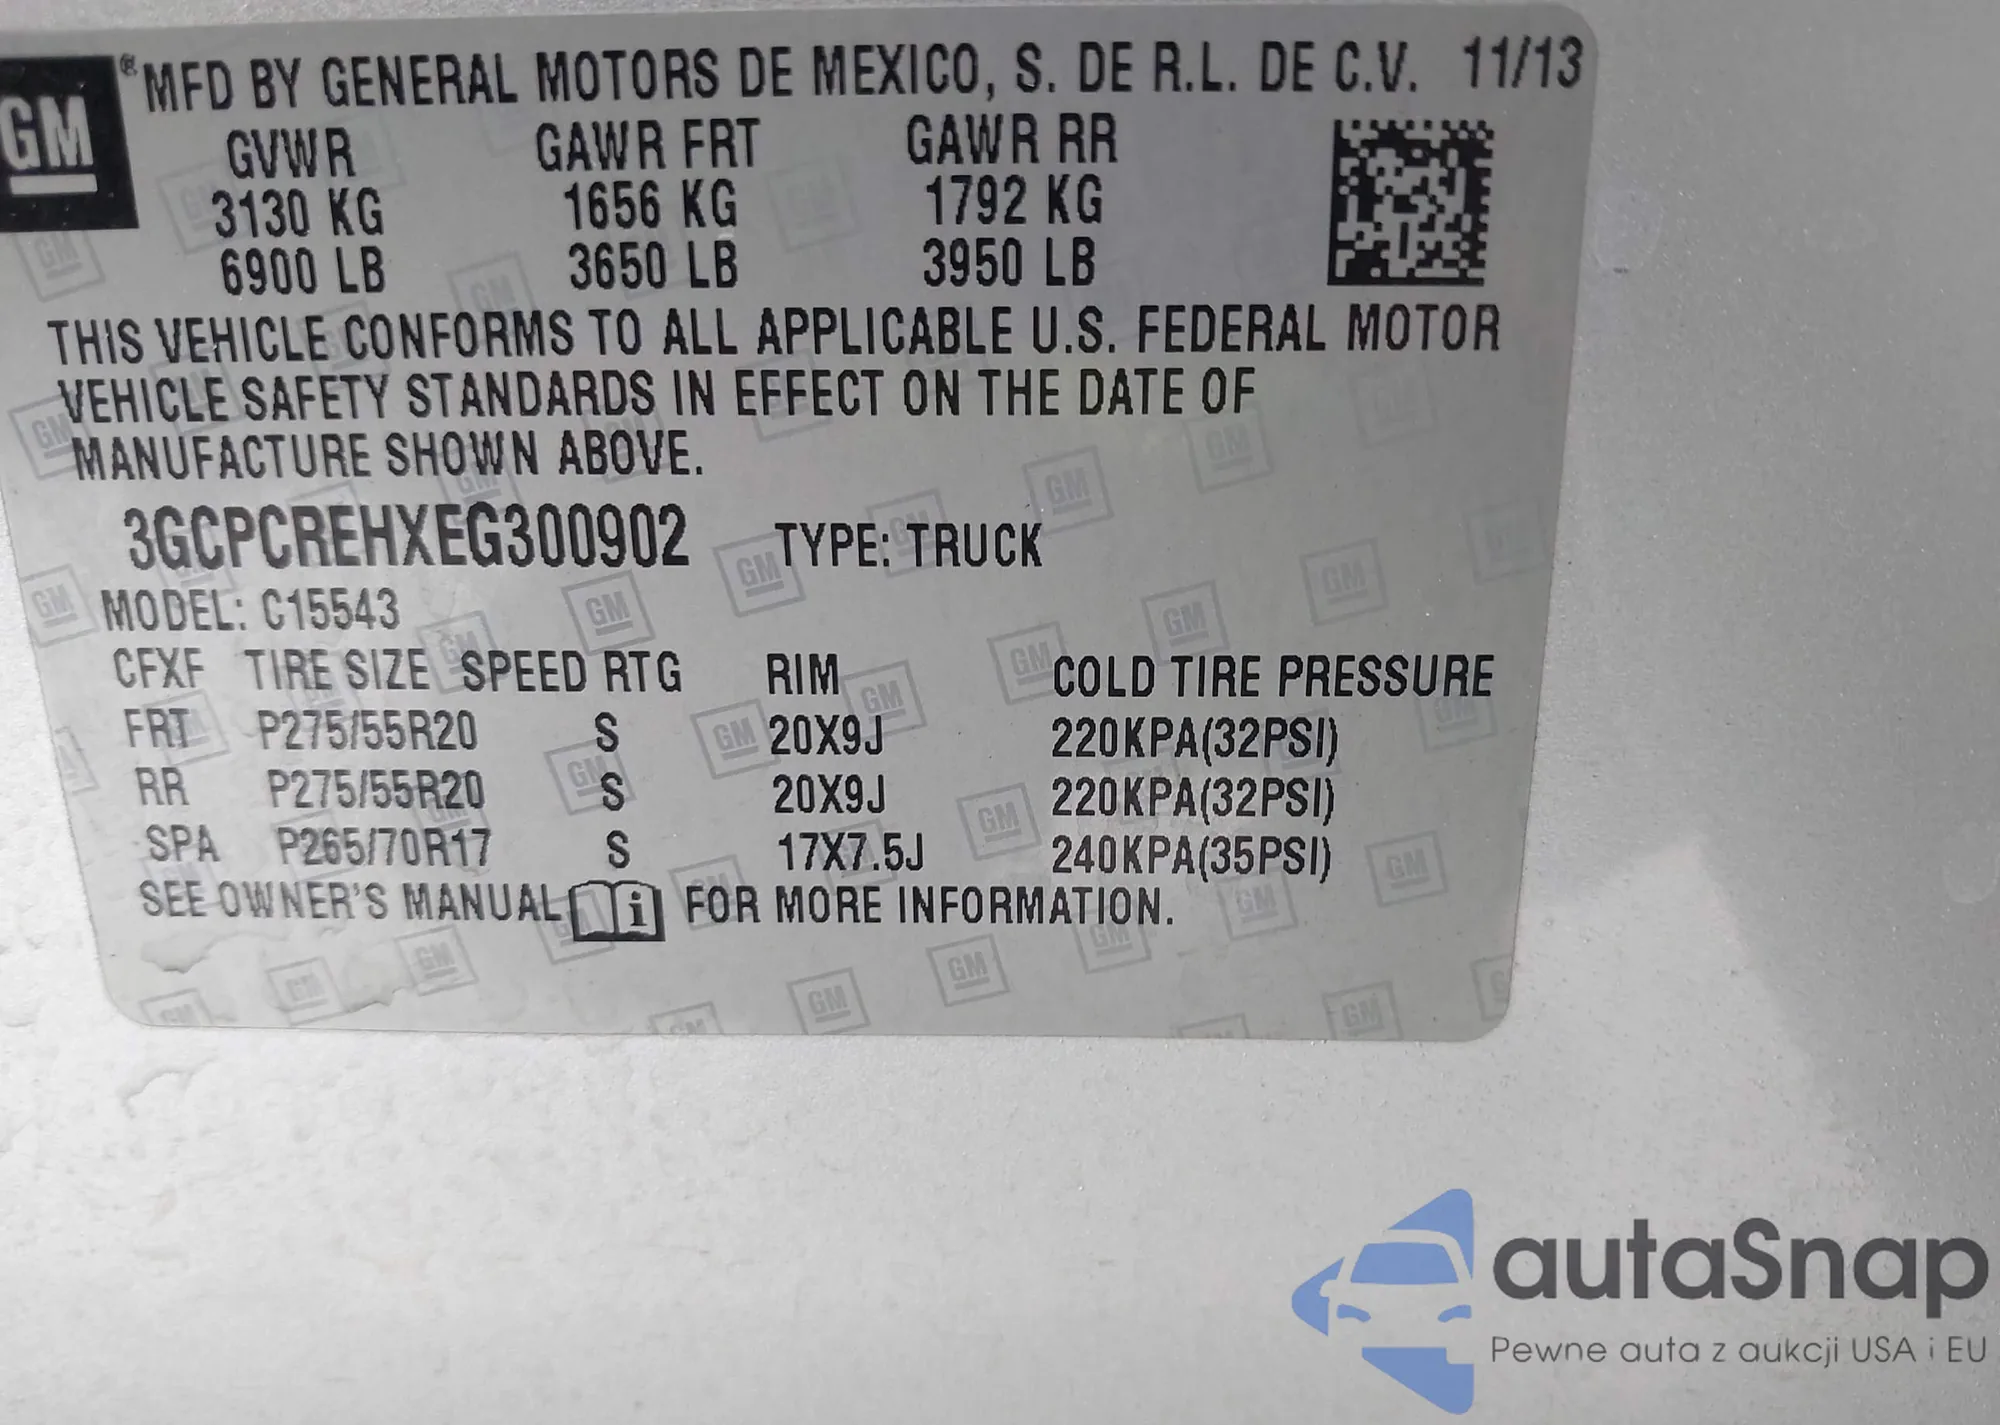 GM
® MFD BY GENERAL MOTORS DE MEXICO, S. DE R.L. DE C.V. 11/13
GVWR GAWR FRT GAWR RR
3130 KG 1656 KG 1792 KG
6900 LB 3650 LB 3950 LB
THIS VEHICLE CONFORMS TO ALL APPLICABLE U.S. FEDERAL MOTOR
VEHICLE SAFETY STANDARDS IN EFFECT ON THE DATE OF
MANUFACTURE SHOWN ABOVE.
3GCPCREHXEG300902 TYPE: TRUCK
MODEL: C15543
CFXF TIRE SIZE SPEED RTG RIM COLD TIRE PRESSURE
FRT P275/55R20 S 20X9J 220KPA(32PSI)
RR P275/55R20 S 20X9J 220KPA(32PSI)
SPA P265/70R17 S 17X7.5J 240KPA(35PSI)
SEE OWNER'S MANUAL i FOR MORE INFORMATION.
autaSnap
Pewne auta z aukcji USA i EU